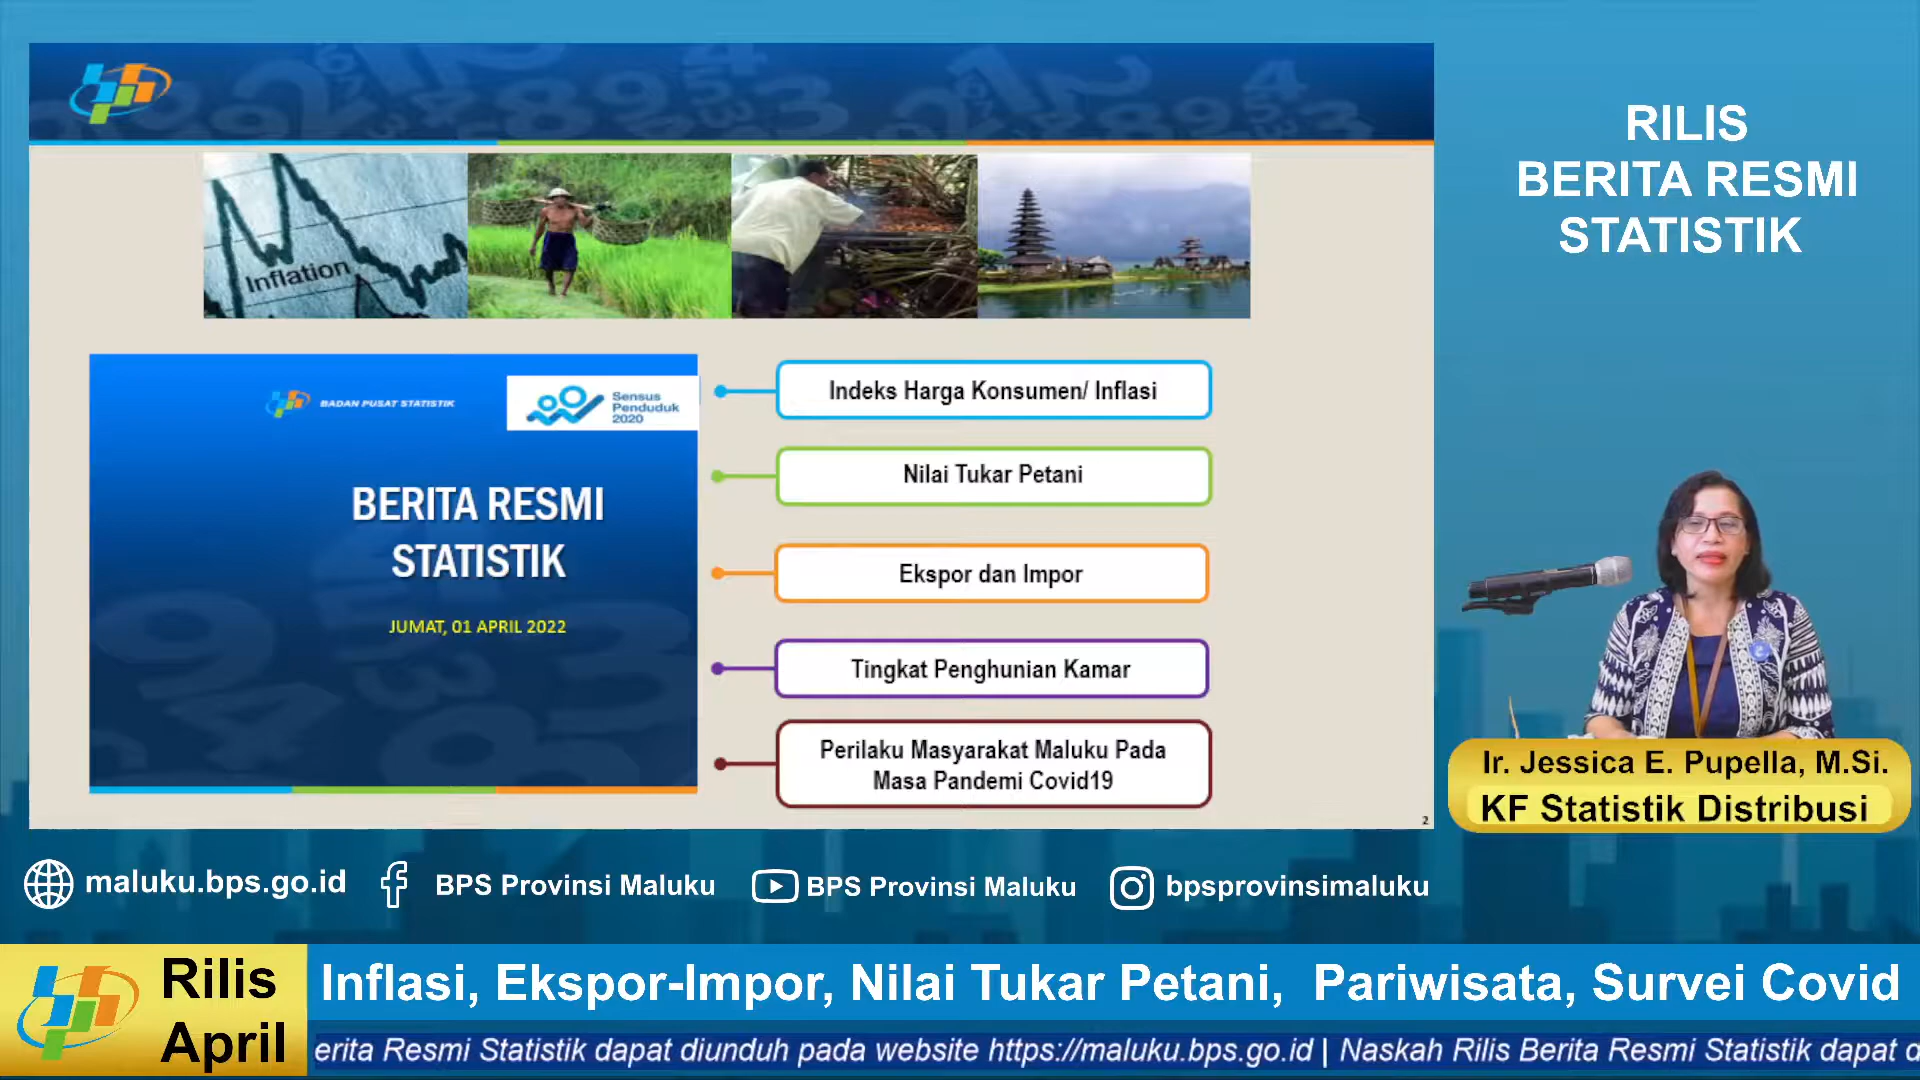 RILIS
BERITA RESMI
STATISTIK
Inflation
BADAN PUSAT STATISTIK
Sensus
Penduduk
2020
BERITA RESMI
STATISTIK
JUMAT, 01 APRIL 2022
Indeks Harga Konsumen/ Inflasi
Nilai Tukar Petani
Ekspor dan Impor
Tingkat Penghunian Kamar
Perilaku Masyarakat Maluku Pada
Masa Pandemi Covid19
2
Ir. Jessica E. Pupella, M.Si.
KF Statistik Distribusi
maluku.bps.go.id
BPS Provinsi Maluku
BPS Provinsi Maluku
bpsprovinsimaluku
Rilis
April
Inflasi, Ekspor-Impor, Nilai Tukar Petani, Pariwisata, Survei Covid
erita Resmi Statistik dapat diunduh pada website https://maluku.bps.go.id | Naskah Rilis Berita Resmi Statistik dapat d